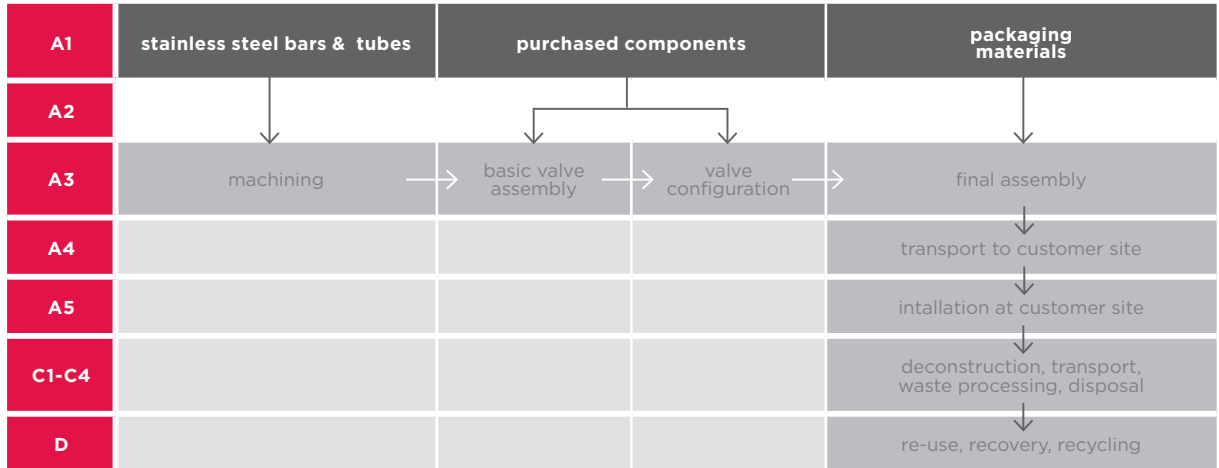 A1
stainless steel bars & tubes
purchased components
packaging
materials
A2
A3
machining
basic valve
assembly
valve
configuration
final assembly
A4
transport to customer site
A5
intallation at customer site
C1-C4
deconstruction, transport,
waste processing, disposal
D
re-use, recovery, recycling